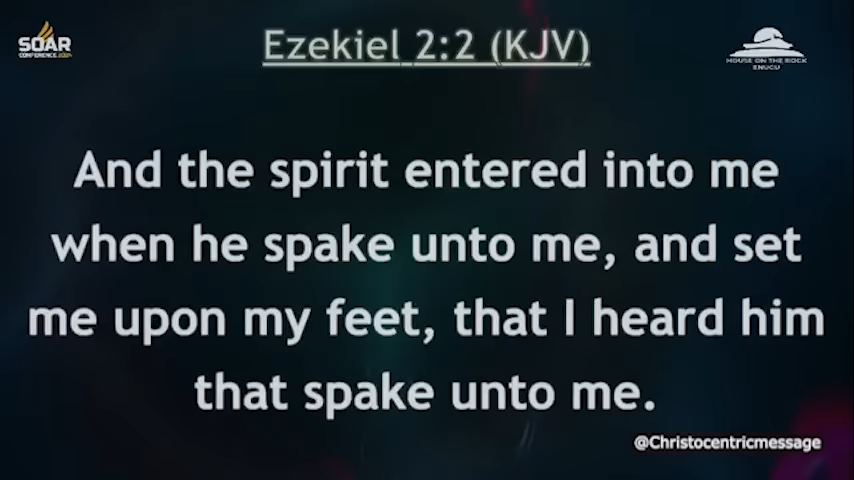 SOAR
CONFERENCE 2024
Ezekiel 2:2 (KJV)
HOUSE ON THE ROCK
ENUGU
And the spirit entered into me
when he spake unto me, and set
me upon my feet, that I heard him
that spake unto me.
@Christocentricmessage